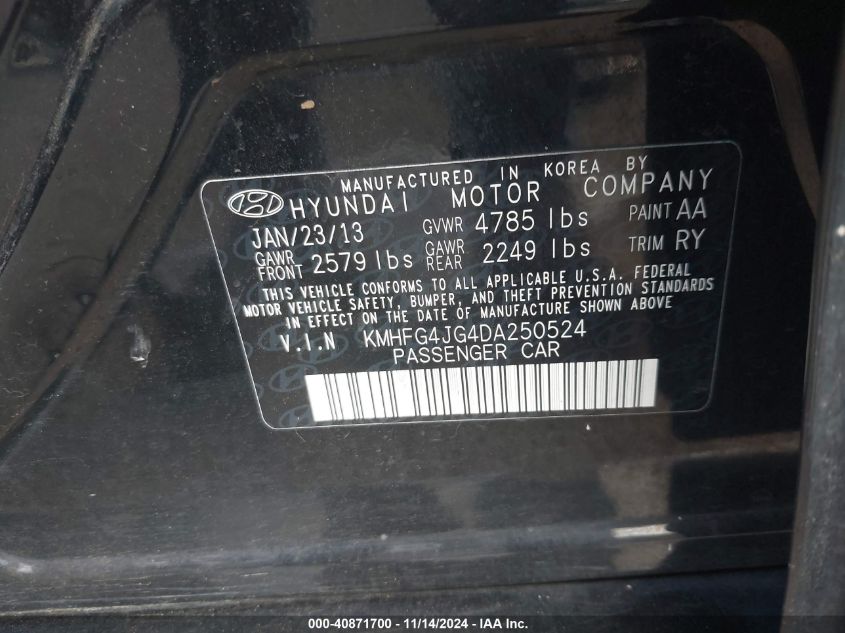 MANUFACTURED IN KOREA BY
HYUNDAI MOTOR COMPANY
JAN/23/13 GVWR 4785 lbs PAINT AA
GAWR FRONT 2579 lbs GAWR REAR 2249 lbs TRIM RY
THIS VEHICLE CONFORMS TO ALL APPLICABLE U.S.A. FEDERAL
MOTOR VEHICLE SAFETY, BUMPER, AND THEFT PREVENTION STANDARDS
IN EFFECT ON THE DATE OF MANUFACTURE SHOWN ABOVE
V.I.N KMHFG4JG4DA250524
PASSENGER CAR
000-40871700 - 11/14/2024 - IAA Inc.